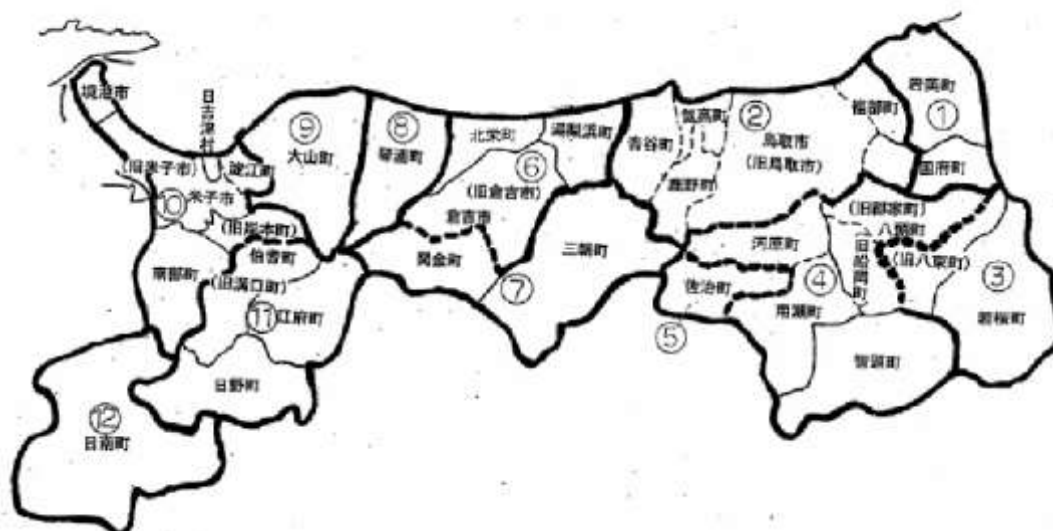 境港市
日吉津村
(旧米子市)
淀江町
⑩
米子市
(旧岸本町)
伯耆町
(旧溝口町)
南部町
⑪
江府町
日野町
⑫
日南町
⑨
大山町
⑧
琴浦町
北栄町
湯梨浜町
⑥
(旧倉吉市)
倉吉市
関金町
⑦
三朝町
青谷町
気高町
鹿野町
②
鳥取市
(旧鳥取市)
福部町
岩美町
①
国府町
(旧郡家町)
八頭町
(旧八東町)
旧船岡町
河原町
④
用瀬町
佐治町
⑤
智頭町
③
若桜町